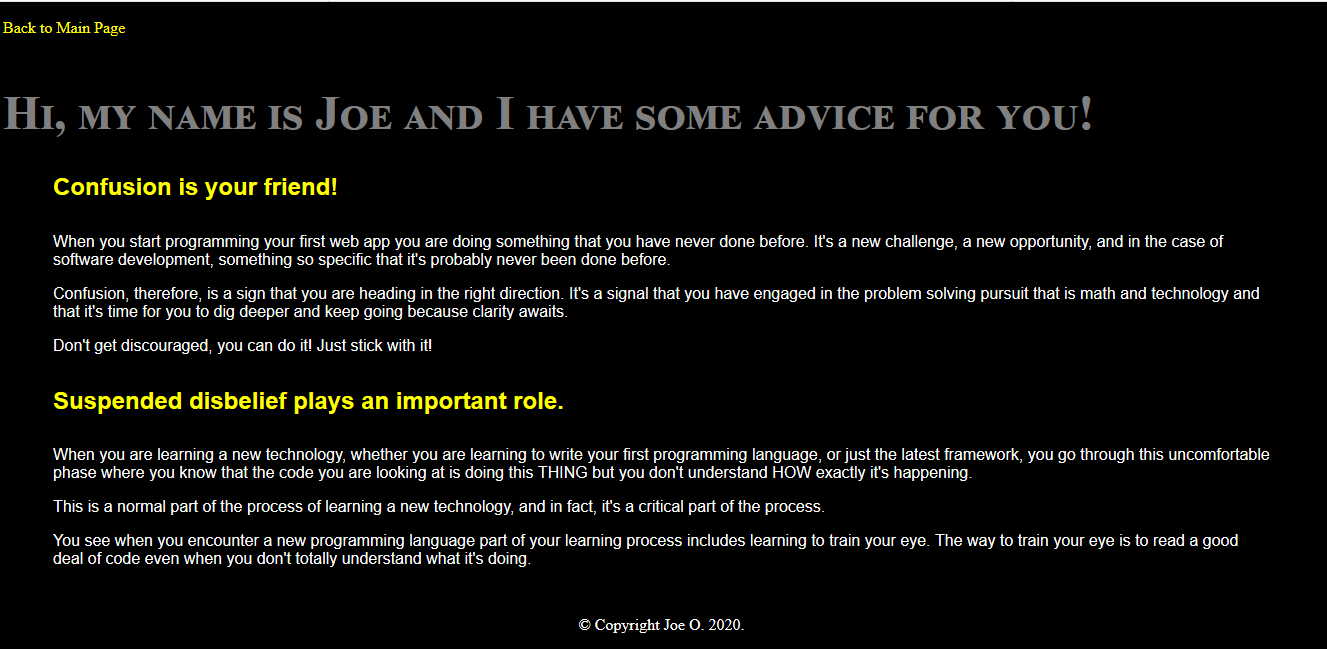 Back to Main Page
Hi, my name is Joe and I have some advice for you!
Confusion is your friend!
When you start programming your first web app you are doing something that you have never done before. It's a new challenge, a new opportunity, and in the case of
software development, something so specific that it's probably never been done before.
Confusion, therefore, is a sign that you are heading in the right direction. It's a signal that you have engaged in the problem solving pursuit that is math and technology and
that it's time for you to dig deeper and keep going because clarity awaits.
Don't get discouraged, you can do it! Just stick with it!
Suspended disbelief plays an important role.
When you are learning a new technology, whether you are learning to write your first programming language, or just the latest framework, you go through this uncomfortable
phase where you know that the code you are looking at is doing this THING but you don't understand HOW exactly it's happening.
This is a normal part of the process of learning a new technology, and in fact, it's a critical part of the process.
You see when you encounter a new programming language part of your learning process includes learning to train your eye. The way to train your eye is to read a good
deal of code even when you don't totally understand what it's doing.
© Copyright Joe O. 2020.